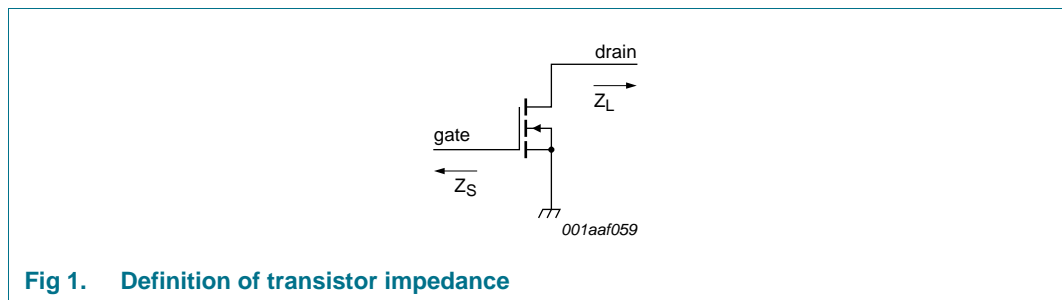 drain
Z_L
gate
Z_S
001aaf059
Fig 1. Definition of transistor impedance